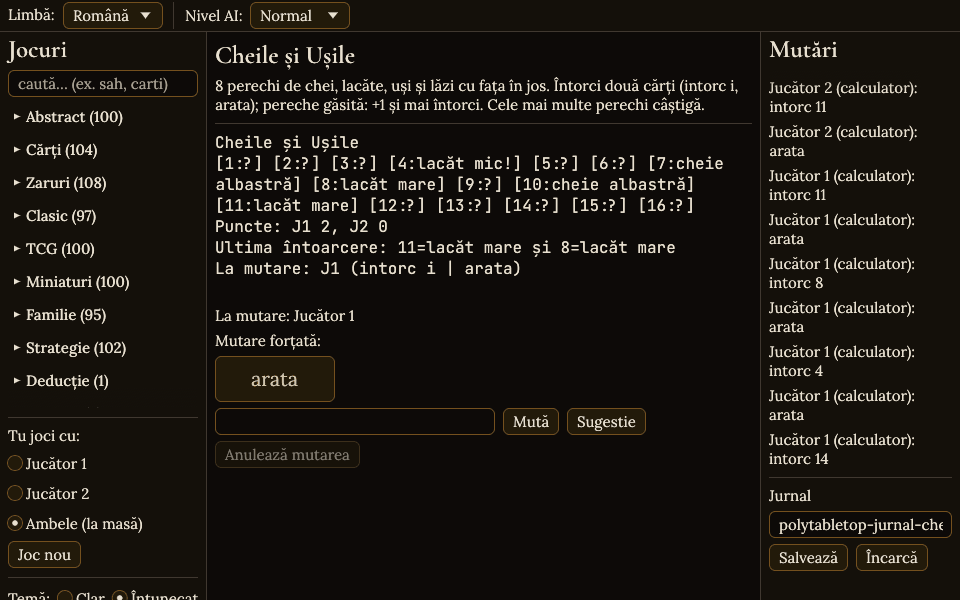 Limbă: Română ▼ Nivel AI: Normal ▼
Jocuri
caută... (ex. sah, carti)
▸ Abstract (100)
▸ Cărți (104)
▸ Zaruri (108)
▸ Clasic (97)
▸ TCG (100)
▸ Miniaturi (100)
▸ Familie (95)
▸ Strategie (102)
▸ Deducție (1)
Tu joci cu:
Jucător 1
Jucător 2
Ambele (la masă)
Joc nou
Temă: Clar Întunecat
Cheile și Ușile
8 perechi de chei, lacăte, uși și lăzi cu fața în jos. Întorci două cărți (intorc i,
arata); pereche găsită: +1 și mai întorci. Cele mai multe perechi câștigă.
Cheile și Ușile
[1:?] [2:?] [3:?] [4:lacăt mic!] [5:?] [6:?] [7:cheie
albastră] [8:lacăt mare] [9:?] [10:cheie albastră]
[11:lacăt mare] [12:?] [13:?] [14:?] [15:?] [16:?]
Puncte: J1 2, J2 0
Ultima întoarcere: 11=lacăt mare și 8=lacăt mare
La mutare: J1 (intorc i | arata)
La mutare: Jucător 1
Mutare forțată:
arata
Mută Sugestie
Anulează mutarea
Mutări
Jucător 2 (calculator):
intorc 11
Jucător 2 (calculator):
arata
Jucător 1 (calculator):
intorc 11
Jucător 1 (calculator):
arata
Jucător 1 (calculator):
intorc 8
Jucător 1 (calculator):
arata
Jucător 1 (calculator):
intorc 4
Jucător 1 (calculator):
arata
Jucător 1 (calculator):
intorc 14
Jurnal
polytabletop-jurnal-che
Salvează Încarcă